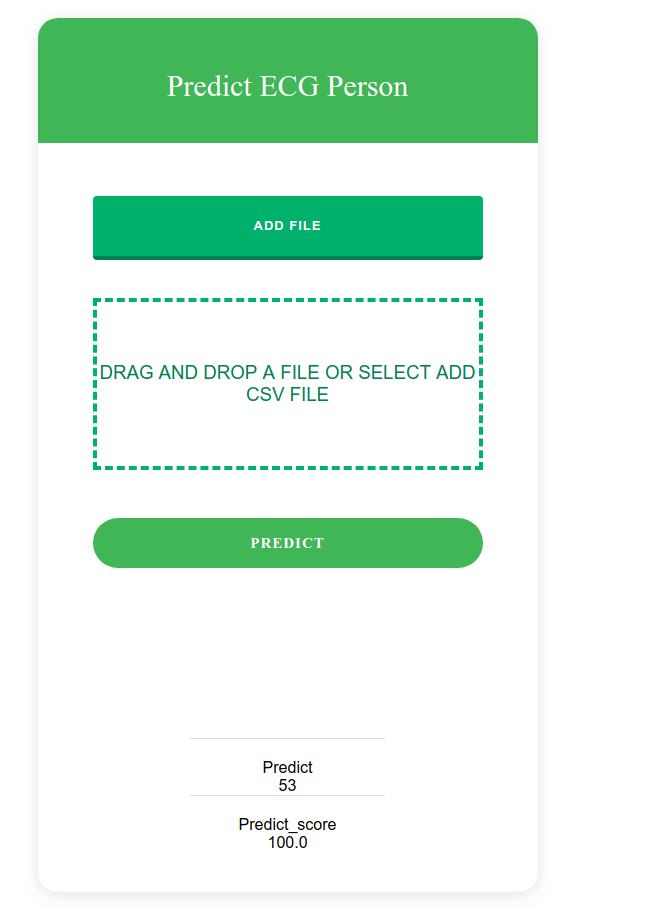 Predict ECG Person
ADD FILE
DRAG AND DROP A FILE OR SELECT ADD
CSV FILE
PREDICT
Predict
53
Predict_score
100.0